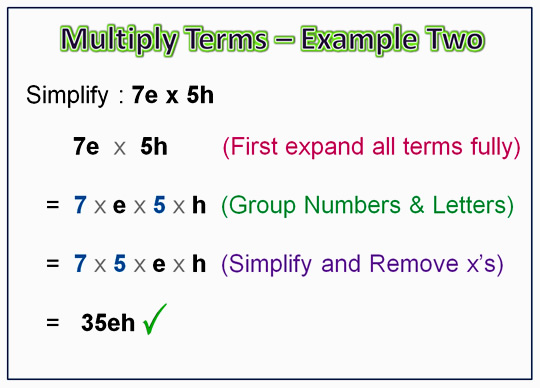 Multiply Terms – Example Two
Simplify : 7e x 5h
7e x 5h (First expand all terms fully)
= 7 x e x 5 x h (Group Numbers & Letters)
= 7 x 5 x e x h (Simplify and Remove x's)
= 35eh ✓